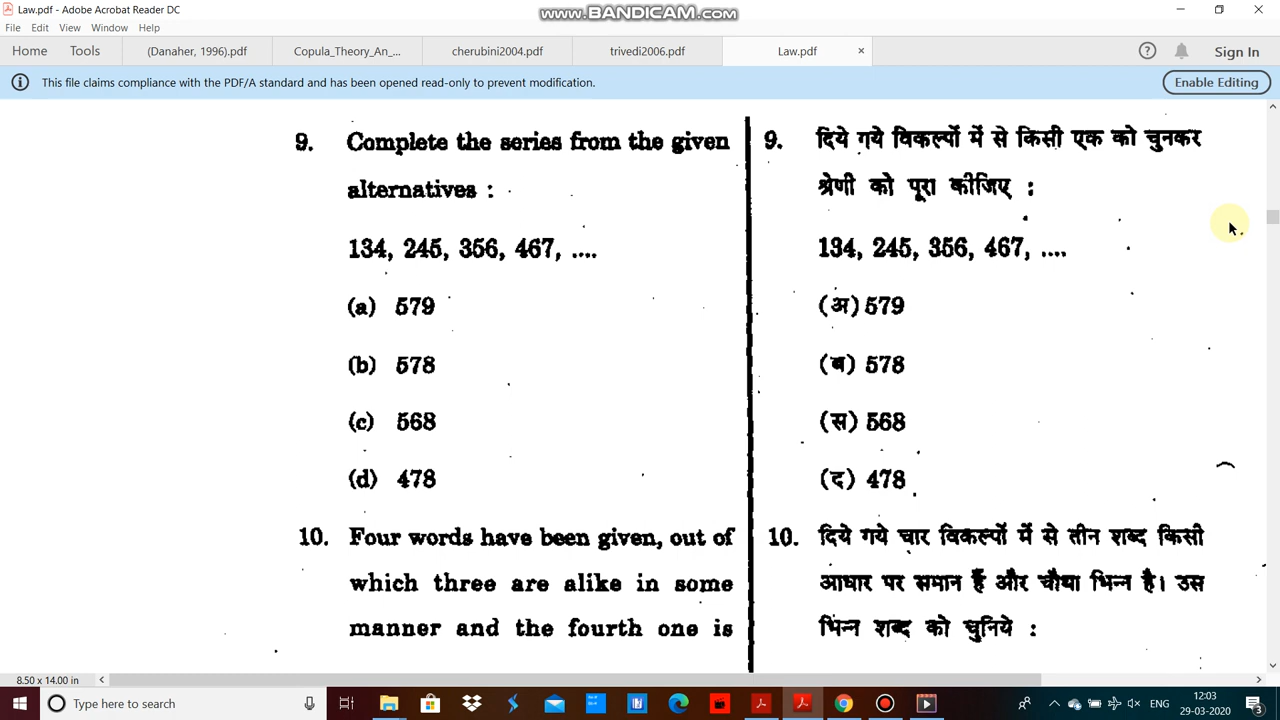 Law.pdf - Adobe Acrobat Reader DC
WWW.BANDICAM.COM
File Edit View Window Help
Home Tools (Danaher, 1996).pdf Copula_Theory_An_... cherubini2004.pdf trivedi2006.pdf Law.pdf × Sign In
This file claims compliance with the PDF/A standard and has been opened read-only to prevent modification. Enable Editing
9. Complete the series from the given
alternatives :
134, 245, 356, 467, ....
(a) 579
(b) 578
(c) 568
(d) 478
10. Four words have been given, out of
which three are alike in some
manner and the fourth one is
9. दिये गये विकल्पों में से किसी एक को चुनकर
श्रेणी को पूरा कीजिए :
134, 245, 356, 467, ....
(अ) 579
(ब) 578
(स) 568
(द) 478
10. दिये गये चार विकल्पों में से तीन शब्द किसी
आधार पर समान हैं और चौथा भिन्न है। उस
भिन्न शब्द को चुनिये :
8.50 x 14.00 in
Type here to search
ENG
12:03
29-03-2020
3